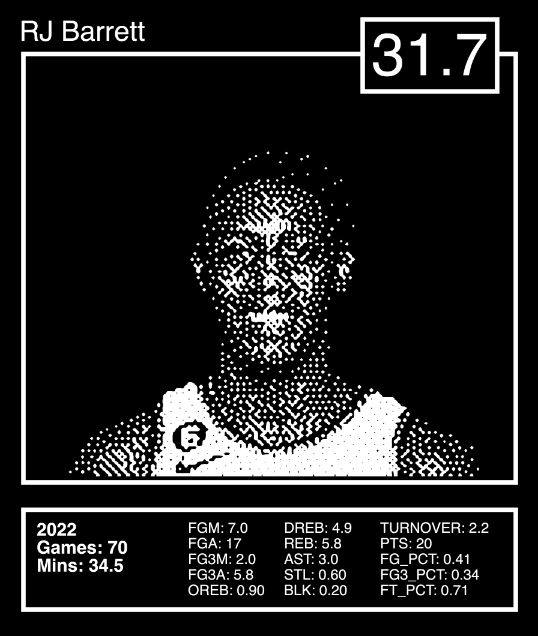 RJ Barrett
31.7
2022
Games: 70
Mins: 34.5
FGM: 7.0
FGA: 17
FG3M: 2.0
FG3A: 5.8
OREB: 0.90
DREB: 4.9
REB: 5.8
AST: 3.0
STL: 0.60
BLK: 0.20
TURNOVER: 2.2
PTS: 20
FG_PCT: 0.41
FG3_PCT: 0.34
FT_PCT: 0.71